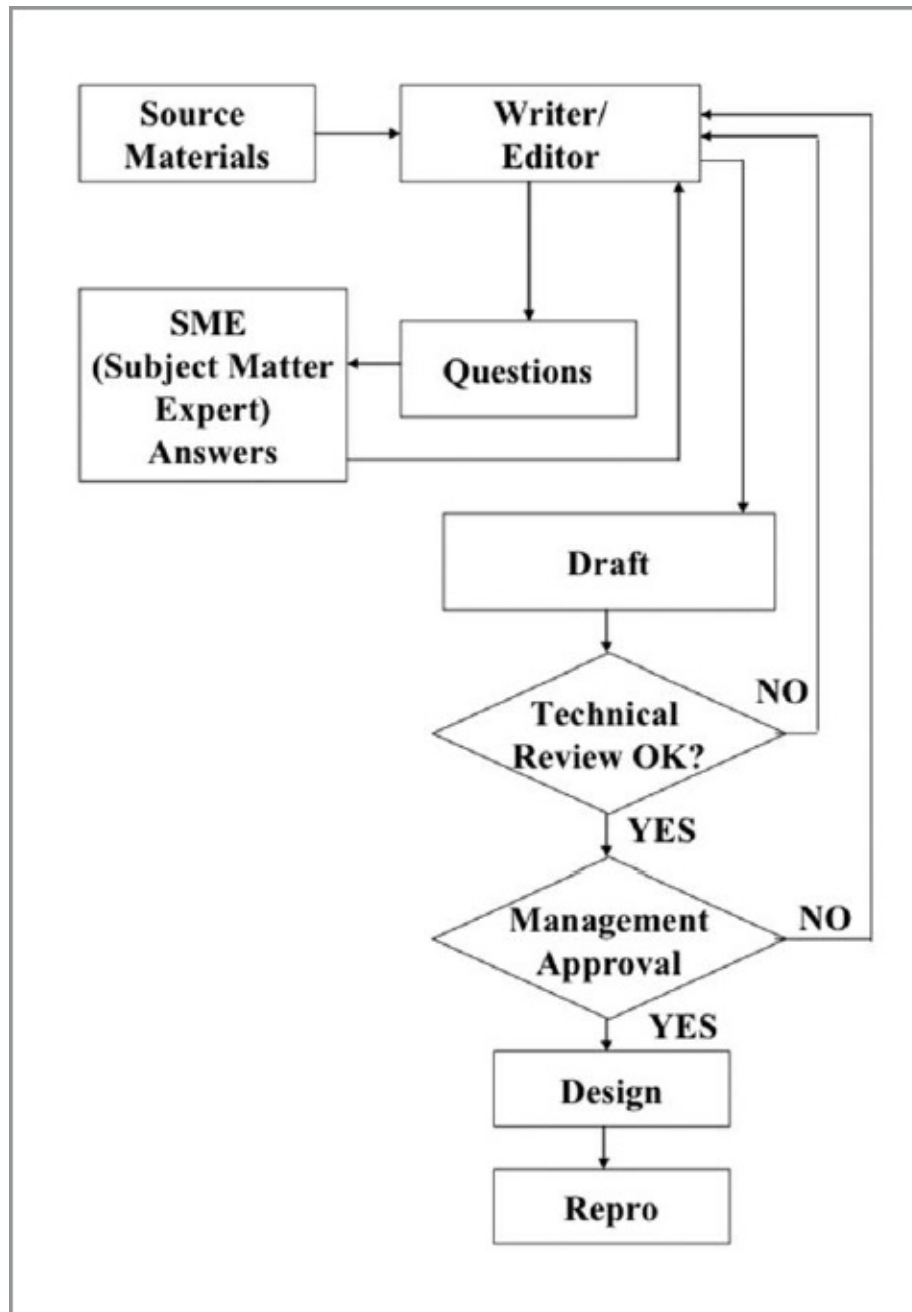 Source
Materials
Writer/
Editor
SME
(Subject Matter
Expert)
Answers
Questions
Draft
NO
Technical
Review OK?
YES
NO
Management
Approval
YES
Design
Repro